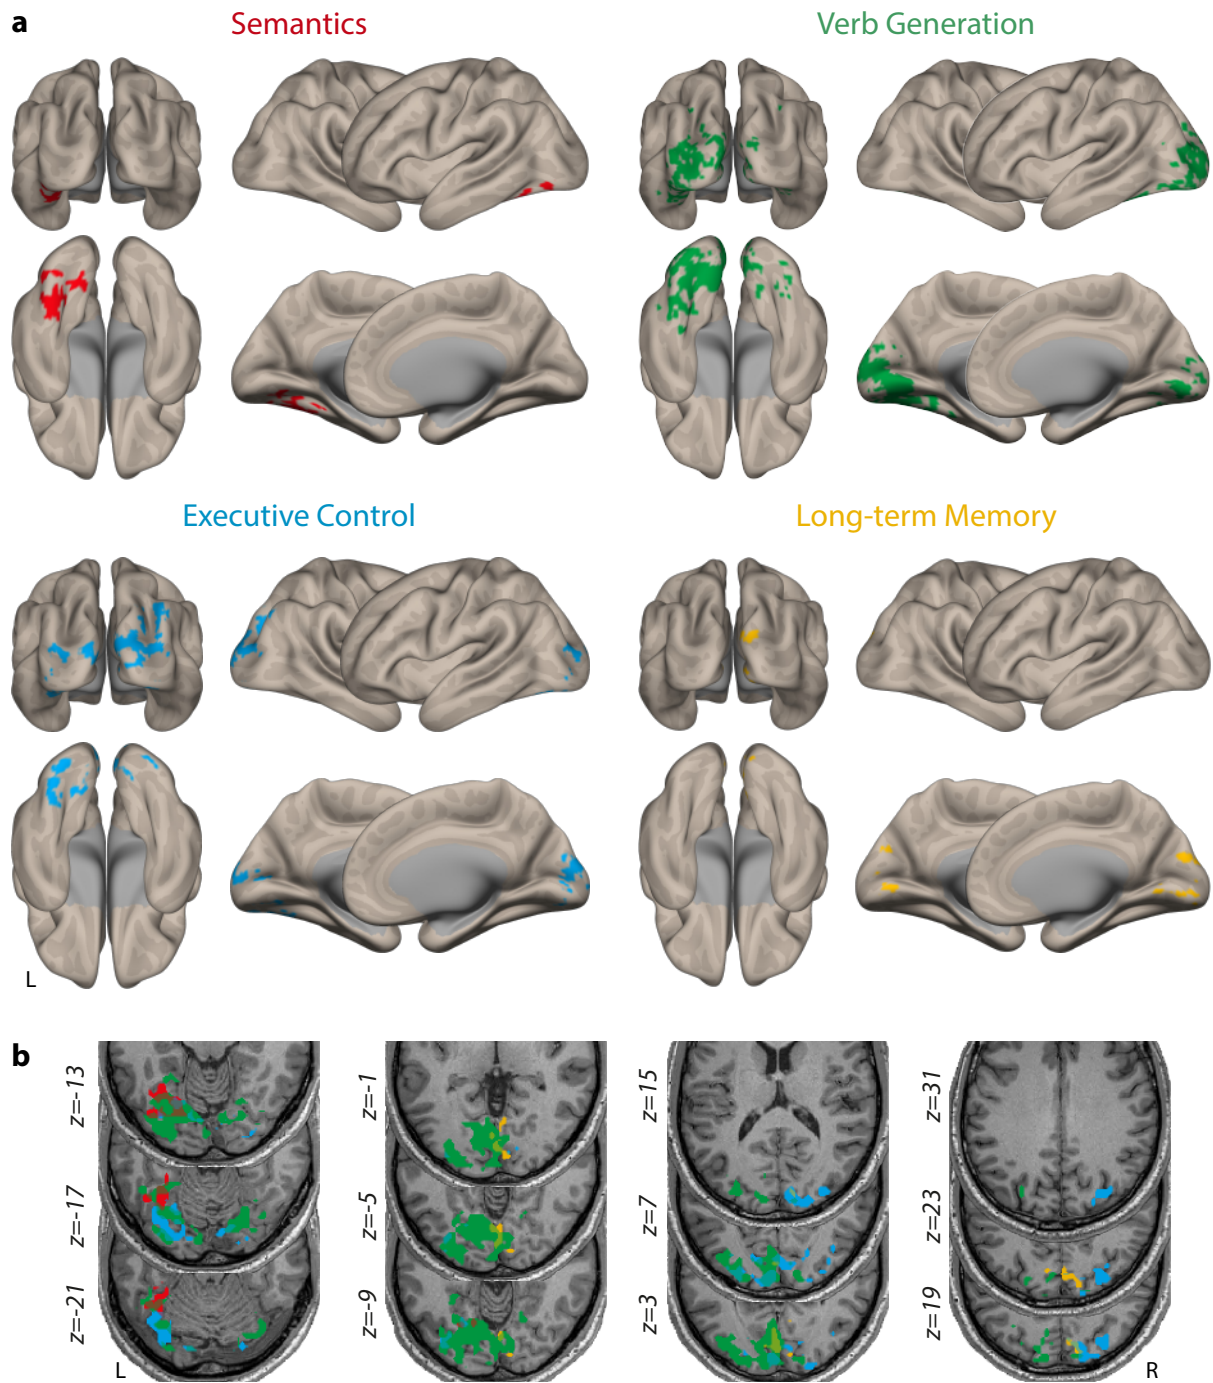 a
Semantics
Verb Generation
Executive Control
Long-term Memory
L
b
z=-13
z=-17
z=-21
z=-1
z=-5
z=-9
z=15
z=7
z=3
z=31
z=23
z=19
L
R